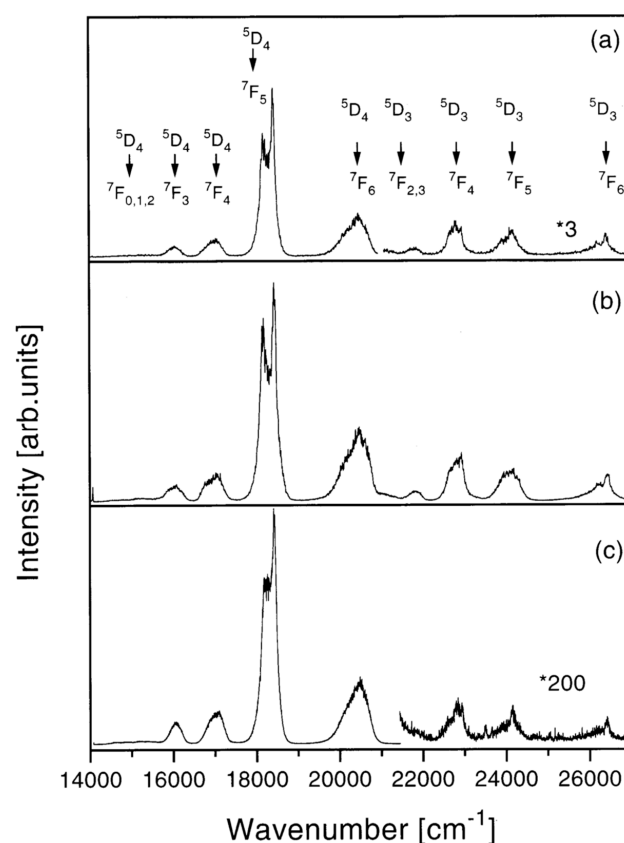 (a)
⁵D₄
⁷F₅
⁵D₄ ⁵D₄ ⁵D₄ ⁵D₄ ⁵D₃ ⁵D₃ ⁵D₃ ⁵D₃
⁷F₀,₁,₂ ⁷F₃ ⁷F₄ ⁷F₆ ⁷F₂,₃ ⁷F₄ ⁷F₅ ⁷F₆
*3
(b)
(c)
*200
Intensity [arb.units]
14000 16000 18000 20000 22000 24000 26000
Wavenumber [cm⁻¹]